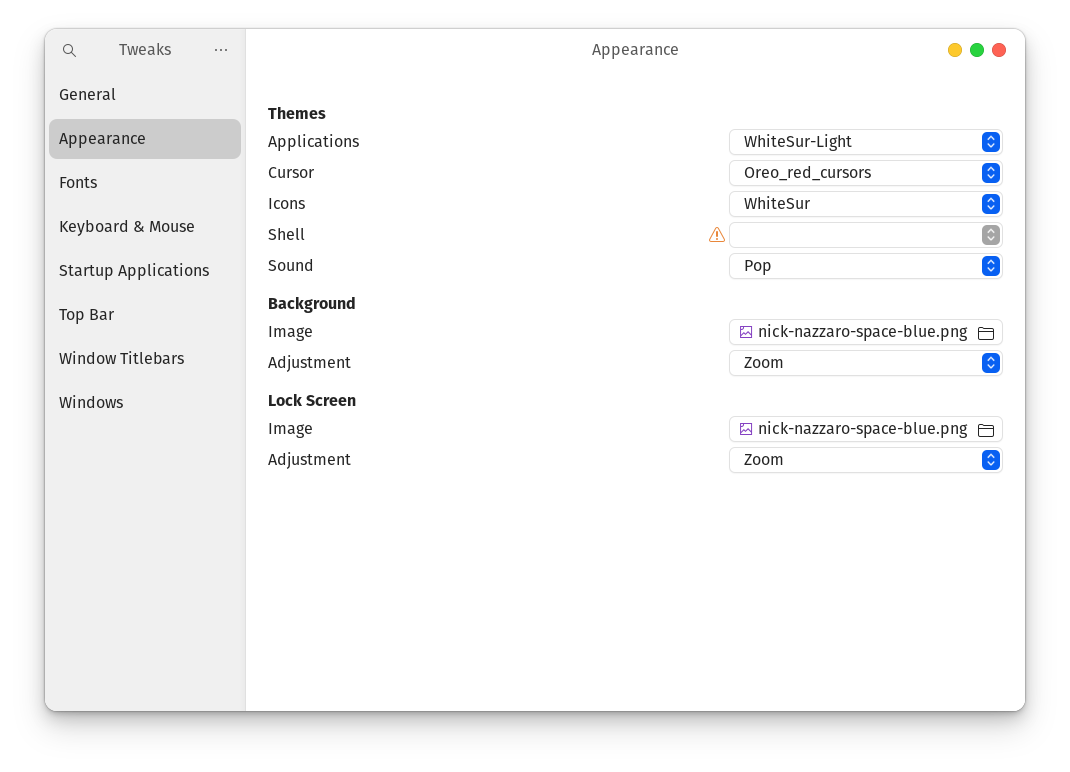 Tweaks
Appearance
General
Appearance
Fonts
Keyboard & Mouse
Startup Applications
Top Bar
Window Titlebars
Windows
Themes
Applications WhiteSur-Light
Cursor Oreo_red_cursors
Icons WhiteSur
Shell
Sound Pop
Background
Image nick-nazzaro-space-blue.png
Adjustment Zoom
Lock Screen
Image nick-nazzaro-space-blue.png
Adjustment Zoom